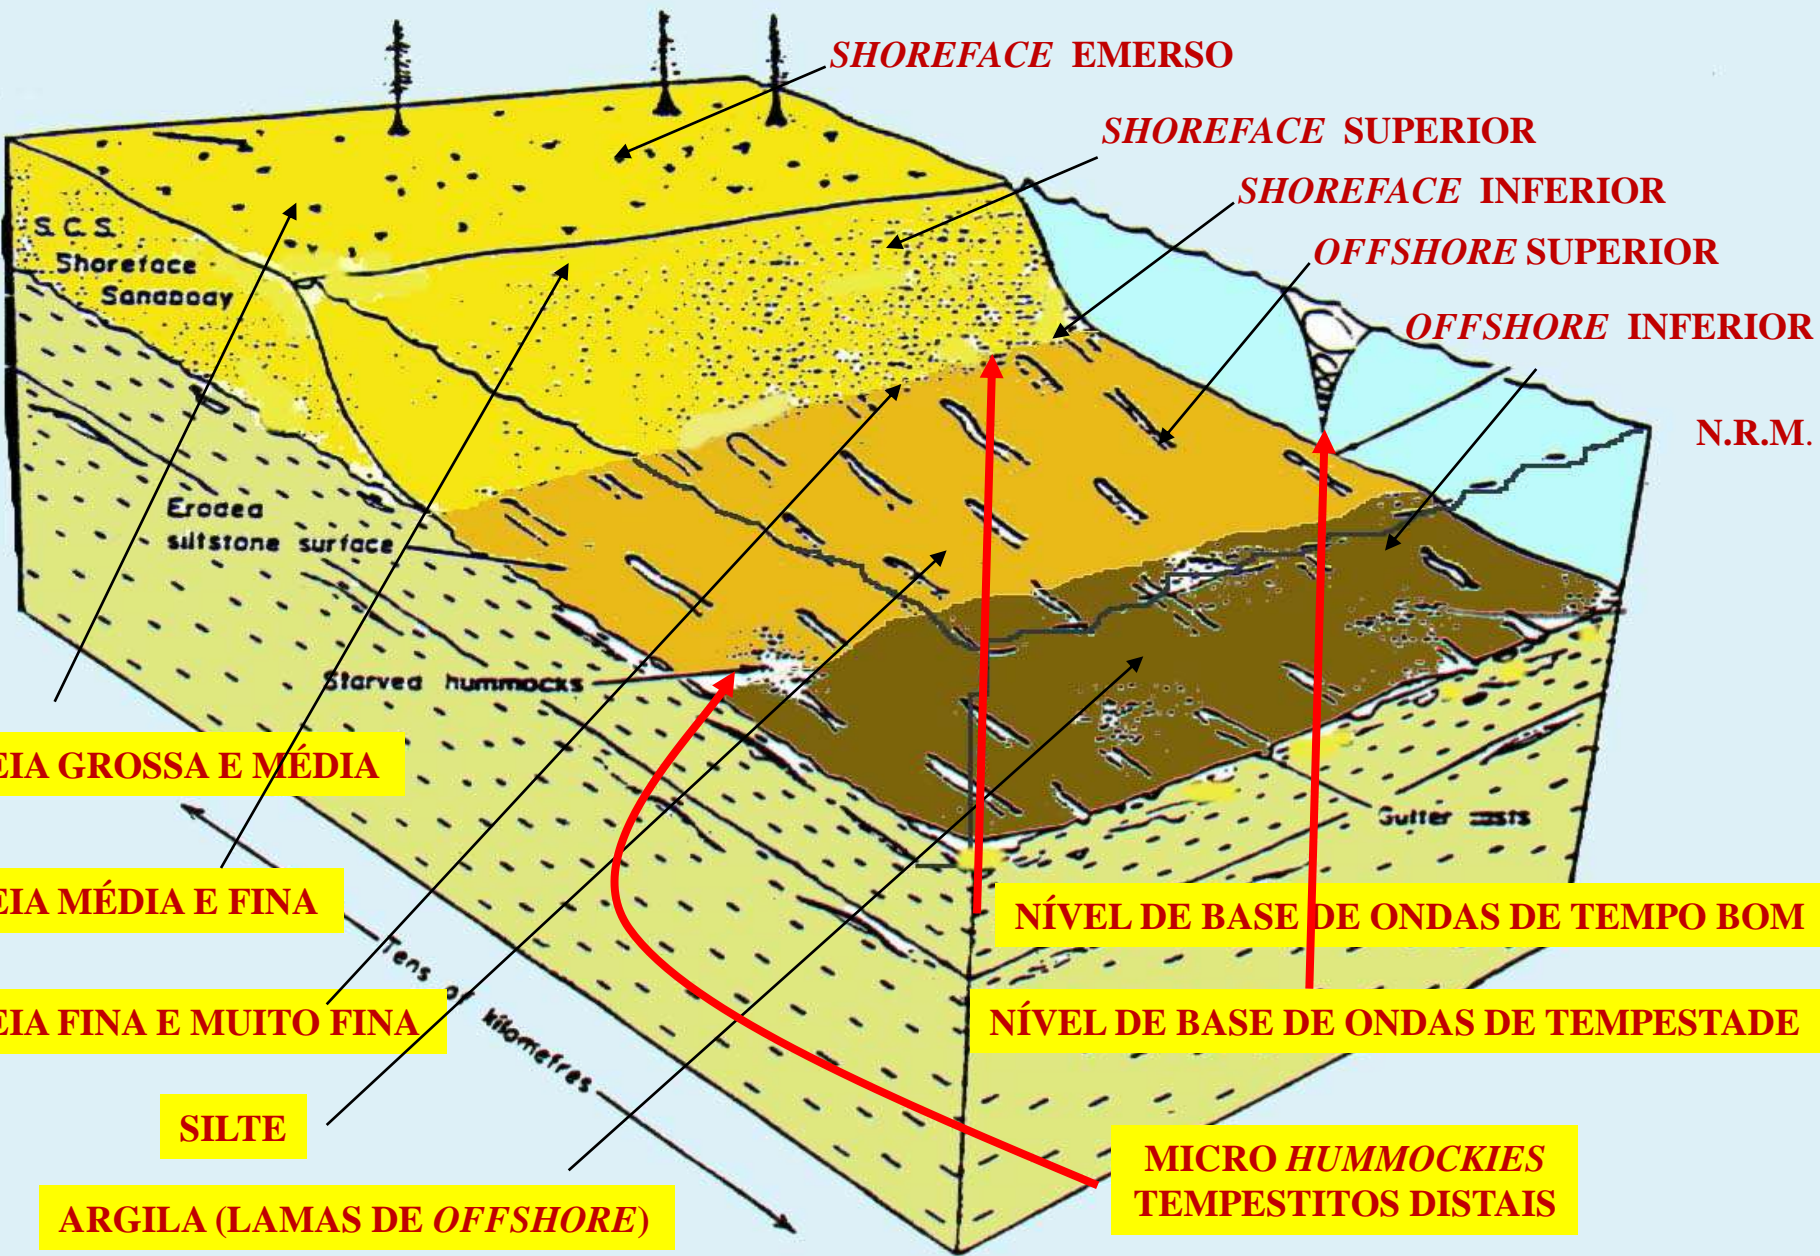 SHOREFACE EMERSO
SHOREFACE SUPERIOR
SHOREFACE INFERIOR
OFFSHORE SUPERIOR
OFFSHORE INFERIOR
N.R.M.
S.C.S.
Shoreface
Sandbody
Eroded
siltstone surface
Starved hummocks
Gutter casts
EIA GROSSA E MÉDIA
EIA MÉDIA E FINA
EIA FINA E MUITO FINA
SILTE
ARGILA (LAMAS DE OFFSHORE)
Tens of kilometres
NÍVEL DE BASE DE ONDAS DE TEMPO BOM
NÍVEL DE BASE DE ONDAS DE TEMPESTADE
MICRO HUMMOCKIES
TEMPESTITOS DISTAIS